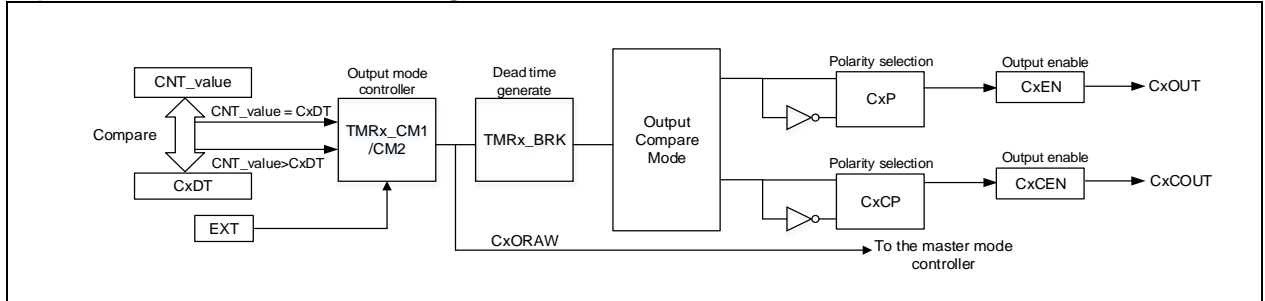 CNT_value
Compare
CxDT
CNT_value = CxDT
CNT_value>CxDT
EXT
Output mode
controller
TMRx_CM1
/CM2
CxORAW
Dead time
generate
TMRx_BRK
Output
Compare
Mode
Polarity selection
CxP
Output enable
CxEN
CxOUT
Polarity selection
CxCP
Output enable
CxCEN
CxCOUT
To the master mode
controller